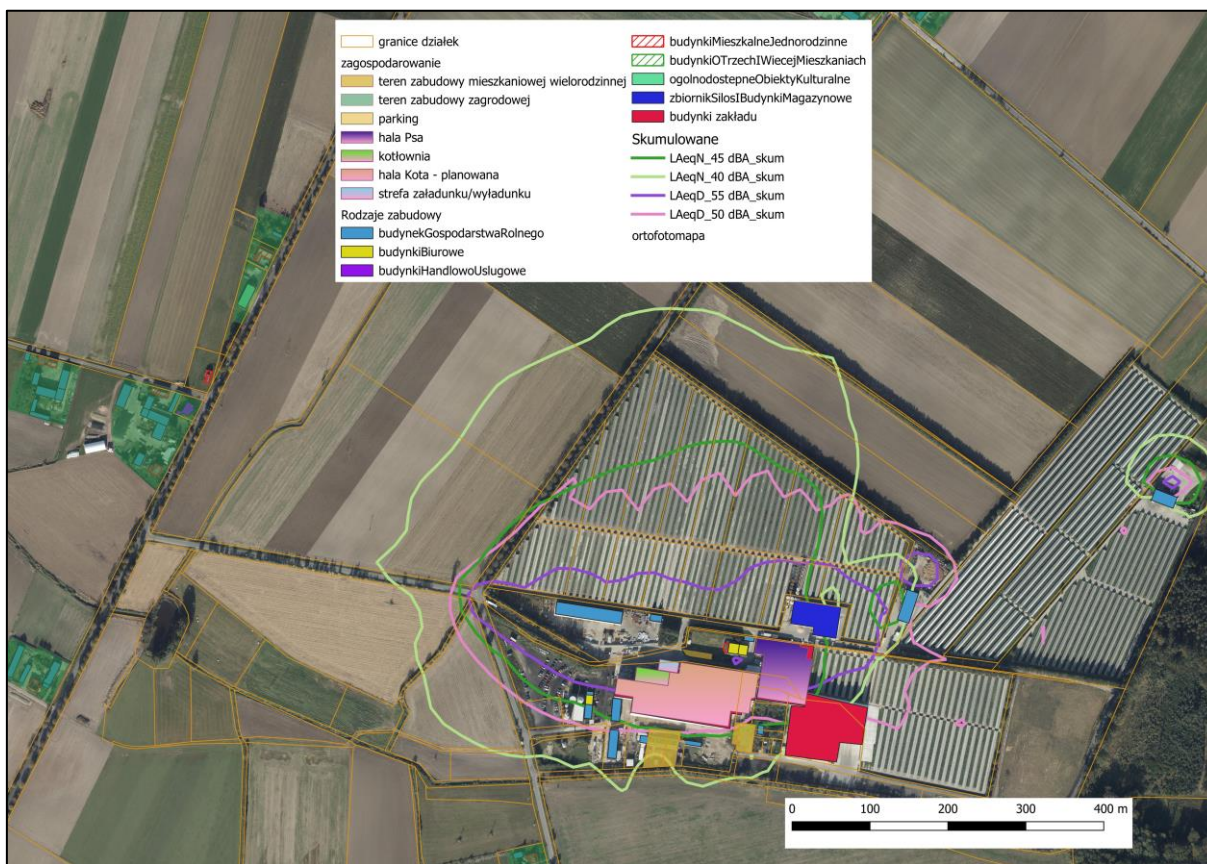 granice działek
zagospodarowanie
teren zabudowy mieszkaniowej wielorodzinnej
teren zabudowy zagrodowej
parking
hala Psa
kotłownia
hala Kota - planowana
strefa załadunku/wyładunku
Rodzaje zabudowy
budynekGospodarstwaRolnego
budynkiBiurowe
budynkiHandlowoUslugowe
budynkiMieszkalneJednorodzinne
budynkiOTrzechIWiecejMieszkaniach
ogolnodostepneObiektyKulturalne
zbiornikSilosIBudynkiMagazynowe
budynki zakładu
Skumulowane
LAeqN_45 dBA_skum
LAeqN_40 dBA_skum
LAeqD_55 dBA_skum
LAeqD_50 dBA_skum
ortofotomapa
0 100 200 300 400 m